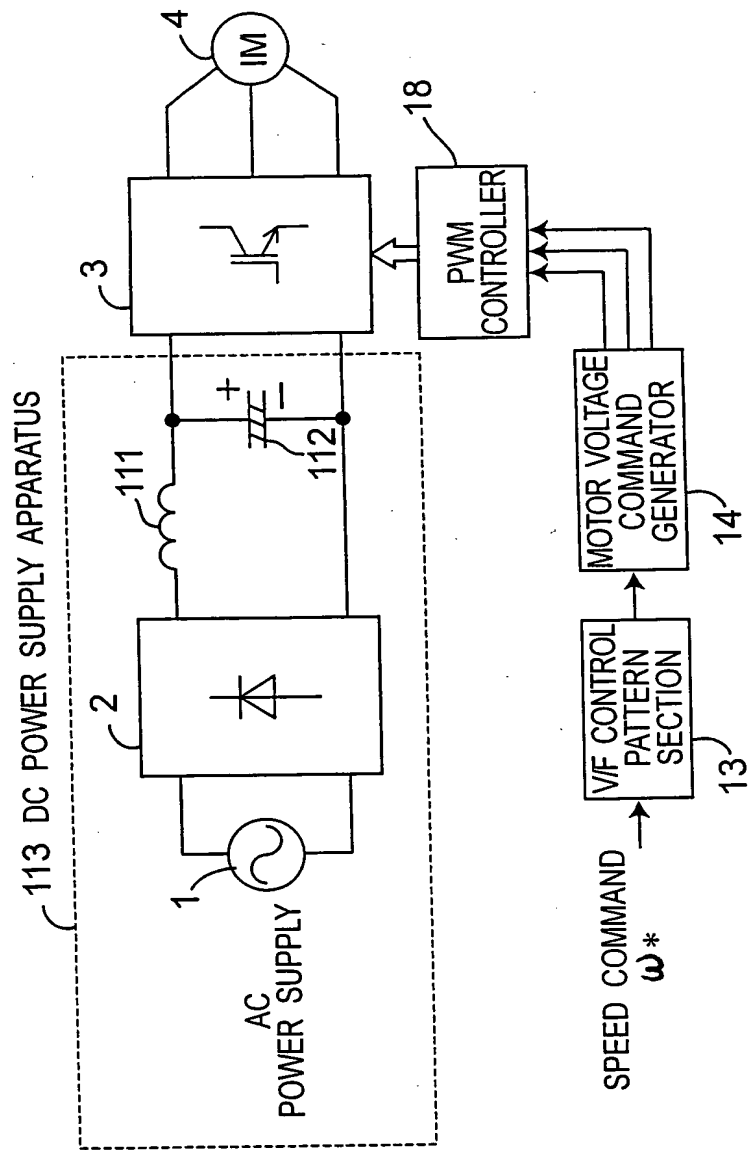 113 DC POWER SUPPLY APPARATUS
1
AC
POWER SUPPLY
2
111
+
−
112
3
4
IM
18
PWM
CONTROLLER
SPEED COMMAND
ω*
V/F CONTROL
PATTERN
SECTION
13
MOTOR VOLTAGE
COMMAND
GENERATOR
14